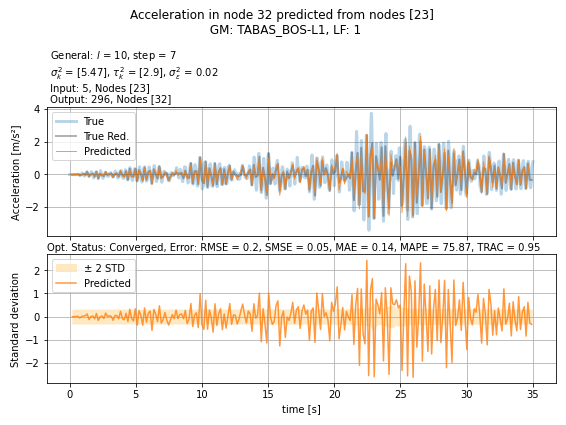 Acceleration in node 32 predicted from nodes [23]
GM: TABAS_BOS-L1, LF: 1
General: l = 10, step = 7
σ²ₖ = [5.47], τ²ₖ = [2.9], σ²ₑ = 0.02
Input: 5, Nodes [23]
Output: 296, Nodes [32]
Acceleration [m/s²]
4
2
0
−2
True
True Red.
Predicted
Opt. Status: Converged, Error: RMSE = 0.2, SMSE = 0.05, MAE = 0.14, MAPE = 75.87, TRAC = 0.95
Standard deviation
2
1
0
−1
−2
± 2 STD
Predicted
0 5 10 15 20 25 30 35
time [s]